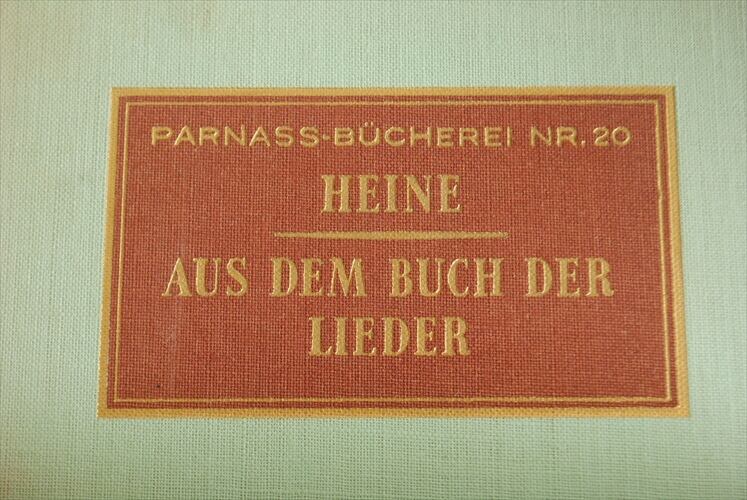 PARNASS-BÜCHEREI NR. 20
HEINE
AUS DEM BUCH DER
LIEDER